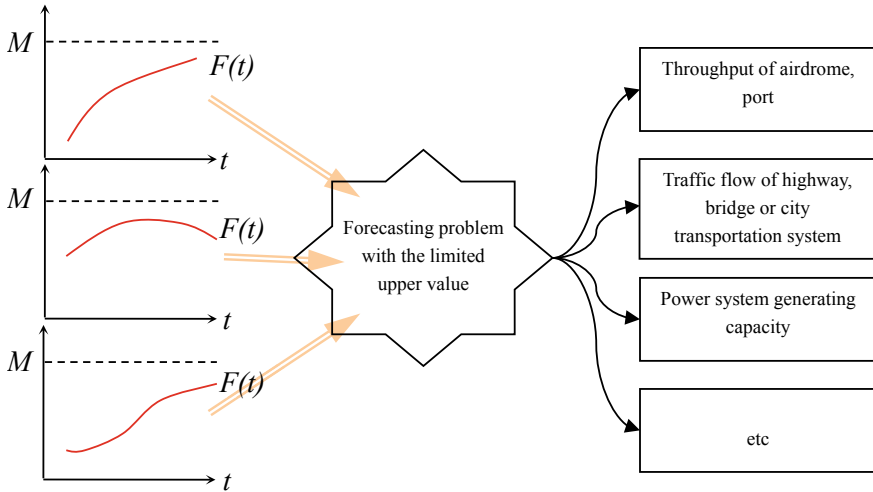 M
F(t)
t
M
F(t)
t
M
F(t)
t
Forecasting problem
with the limited
upper value
Throughput of airdrome,
port
Traffic flow of highway,
bridge or city
transportation system
Power system generating
capacity
etc